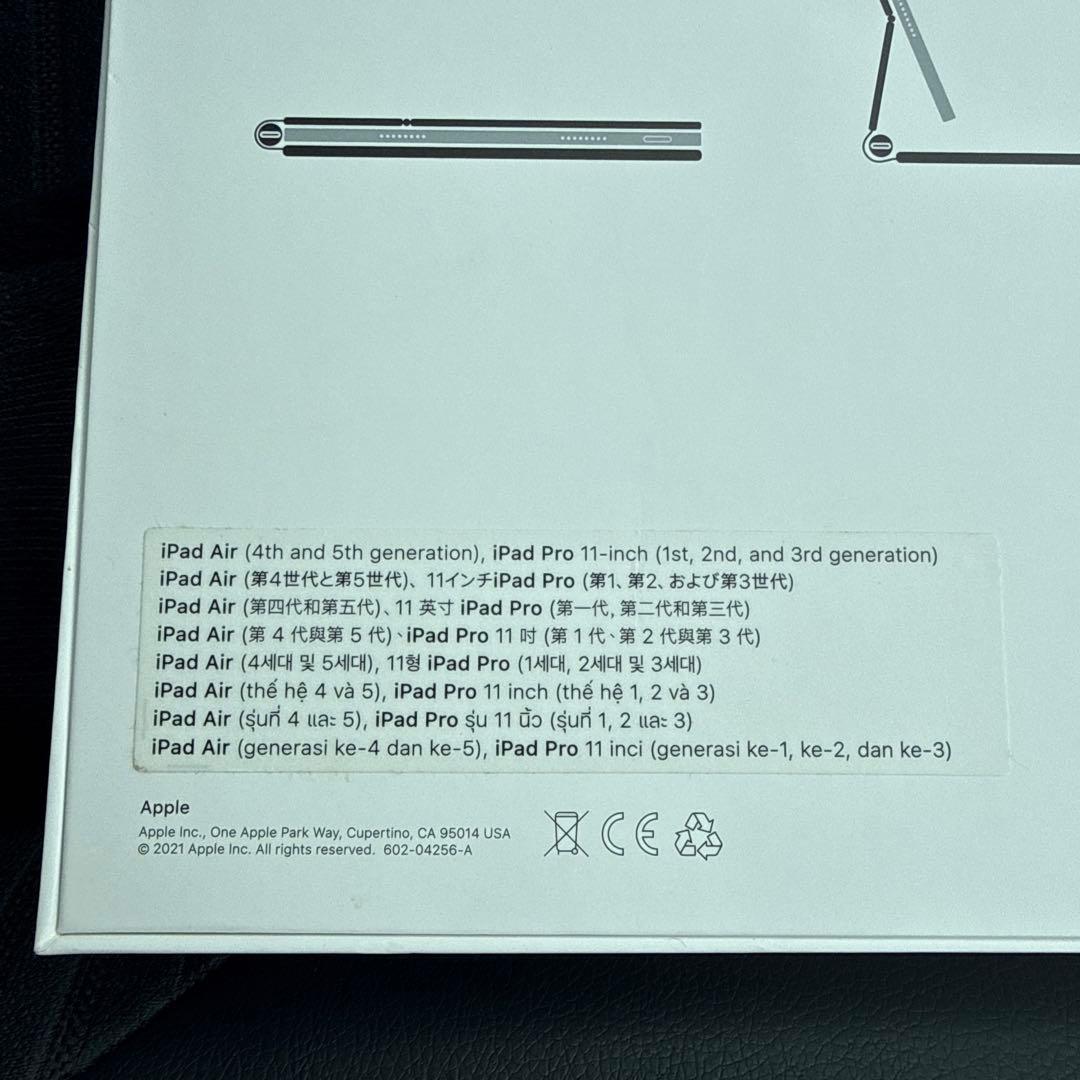 iPad Air (4th and 5th generation), iPad Pro 11-inch (1st, 2nd, and 3rd generation)
iPad Air (第4世代と第5世代)、11インチiPad Pro (第1、第2、および第3世代)
iPad Air (第四代和第五代)、11 英寸 iPad Pro (第一代, 第二代和第三代)
iPad Air (第 4 代與第 5 代)、iPad Pro 11 吋 (第 1 代、第 2 代與第 3 代)
iPad Air (4세대 및 5세대), 11형 iPad Pro (1세대, 2세대 및 3세대)
iPad Air (thế hệ 4 và 5), iPad Pro 11 inch (thế hệ 1, 2 và 3)
iPad Air (รุ่นที่ 4 และ 5), iPad Pro รุ่น 11 นิ้ว (รุ่นที่ 1, 2 และ 3)
iPad Air (generasi ke-4 dan ke-5), iPad Pro 11 inci (generasi ke-1, ke-2, dan ke-3)
Apple
Apple Inc., One Apple Park Way, Cupertino, CA 95014 USA
© 2021 Apple Inc. All rights reserved. 602-04256-A
CE